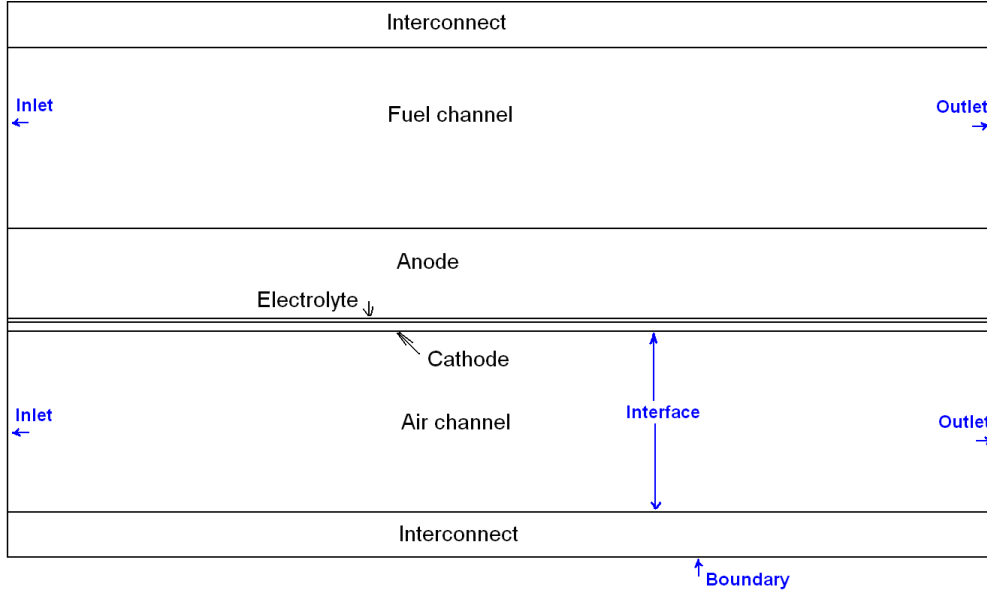 Interconnect
Inlet
Fuel channel
Outlet
Anode
Electrolyte
Cathode
Inlet
Air channel
Interface
Outlet
Interconnect
Boundary